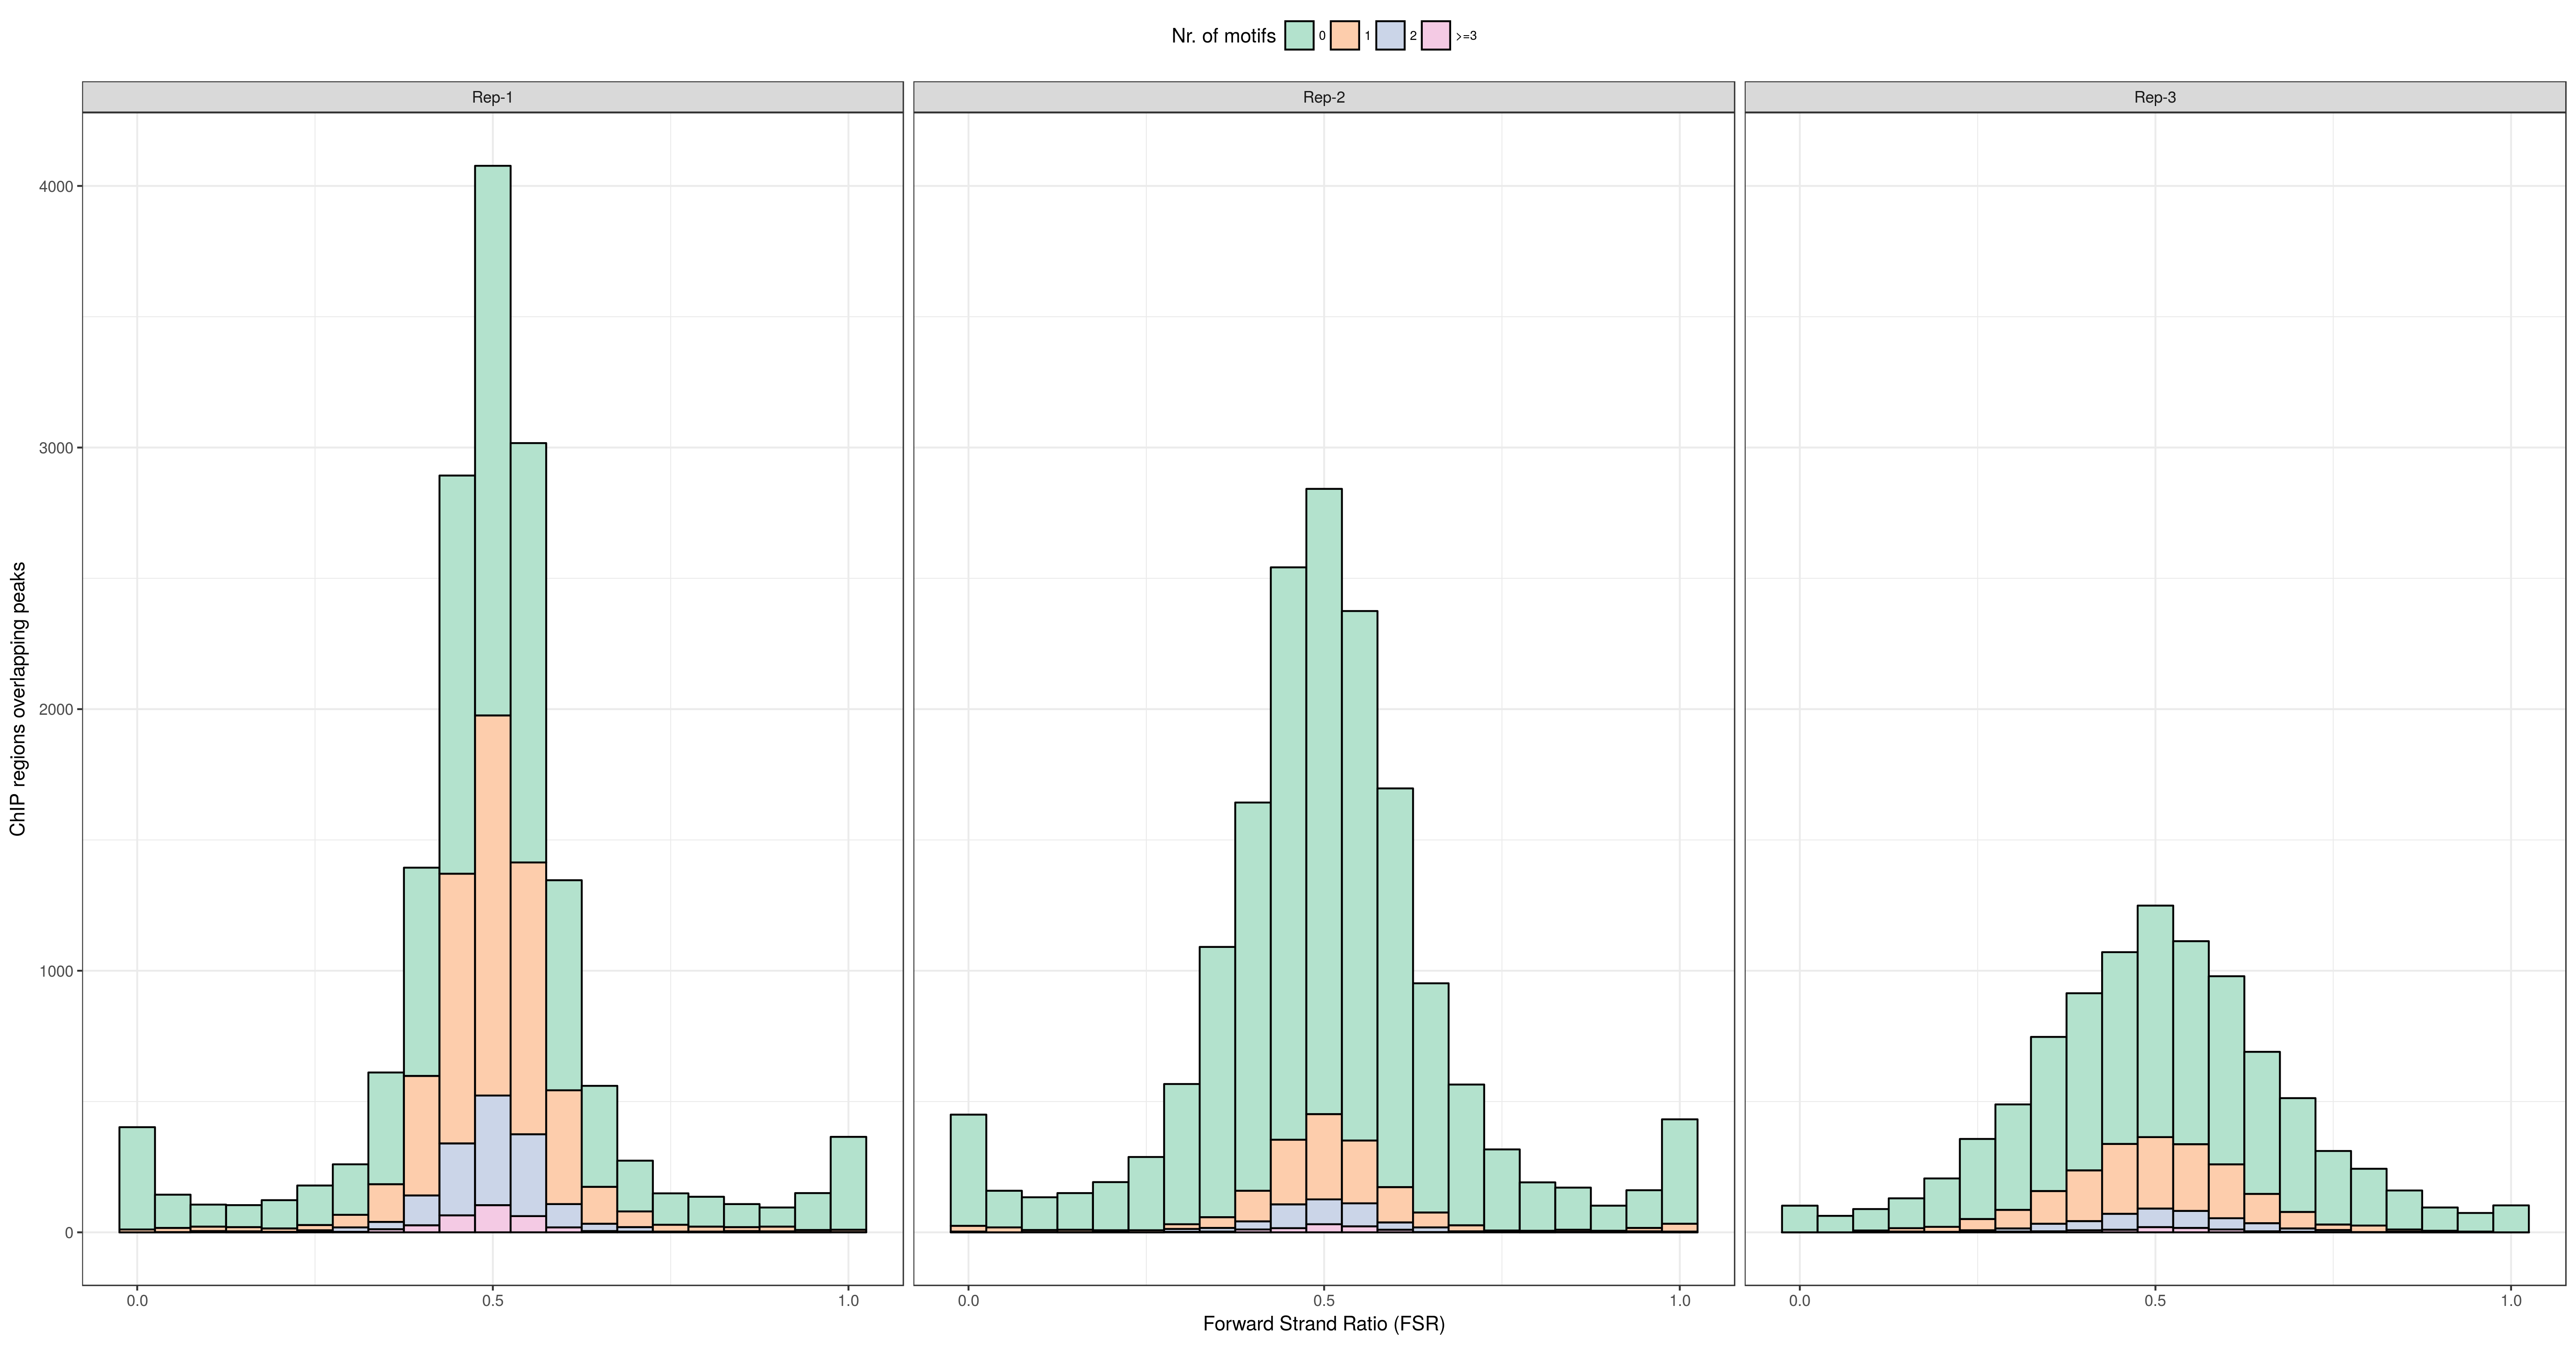 Nr. of motifs 0 1 2 >=3
Rep-1 Rep-2 Rep-3
ChIP regions overlapping peaks
4000
3000
2000
1000
0
0.0 0.5 1.0 0.0 0.5 1.0 0.0 0.5 1.0
Forward Strand Ratio (FSR)